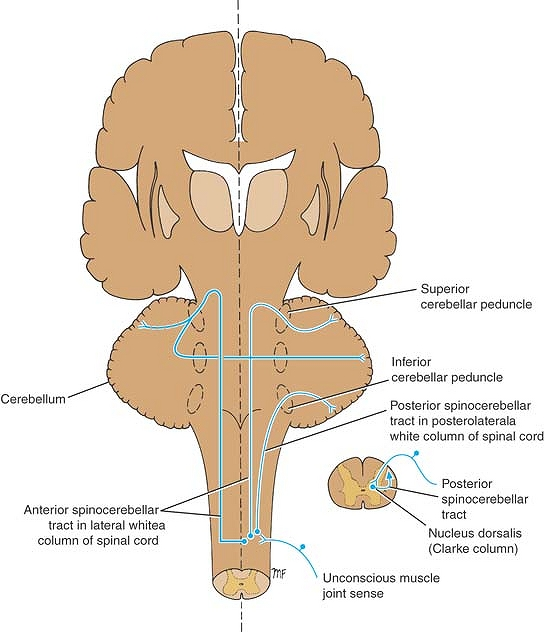 Superior
cerebellar peduncle
Inferior
cerebellar peduncle
Cerebellum
Posterior spinocerebellar
tract in posterolaterala
white column of spinal cord
Posterior
spinocerebellar
tract
Anterior spinocerebellar
tract in lateral whitea
column of spinal cord
Nucleus dorsalis
(Clarke column)
MF
Unconscious muscle
joint sense